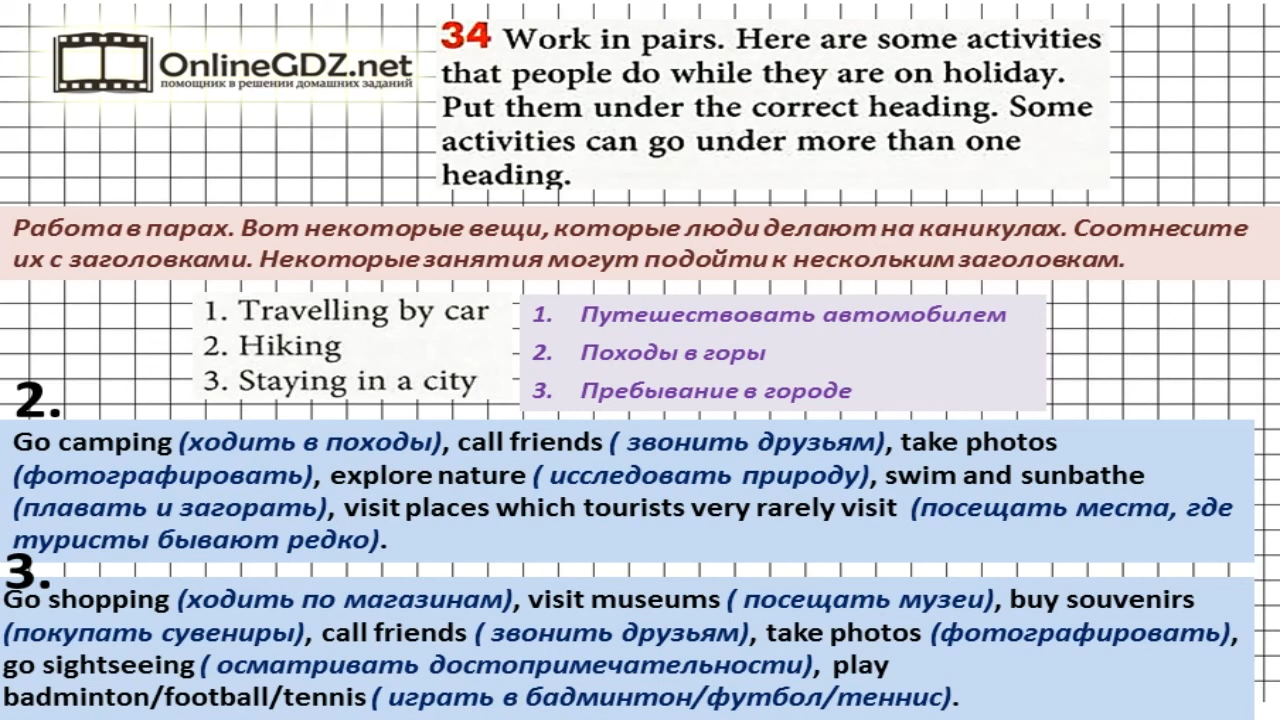 OnlineGDZ.net
помощник в решении домашних заданий
34 Work in pairs. Here are some activities
that people do while they are on holiday.
Put them under the correct heading. Some
activities can go under more than one
heading.
Работа в парах. Вот некоторые вещи, которые люди делают на каникулах. Соотнесите
их с заголовками. Некоторые занятия могут подойти к нескольким заголовкам.
1. Travelling by car
2. Hiking
3. Staying in a city
1. Путешествовать автомобилем
2. Походы в горы
3. Пребывание в городе
2.
Go camping (ходить в походы), call friends ( звонить друзьям), take photos
(фотографировать), explore nature ( исследовать природу), swim and sunbathe
(плавать и загорать), visit places which tourists very rarely visit (посещать места, где
туристы бывают редко).
3.
Go shopping (ходить по магазинам), visit museums ( посещать музеи), buy souvenirs
(покупать сувениры), call friends ( звонить друзьям), take photos (фотографировать),
go sightseeing ( осматривать достопримечательности), play
badminton/football/tennis ( играть в бадминтон/футбол/теннис).